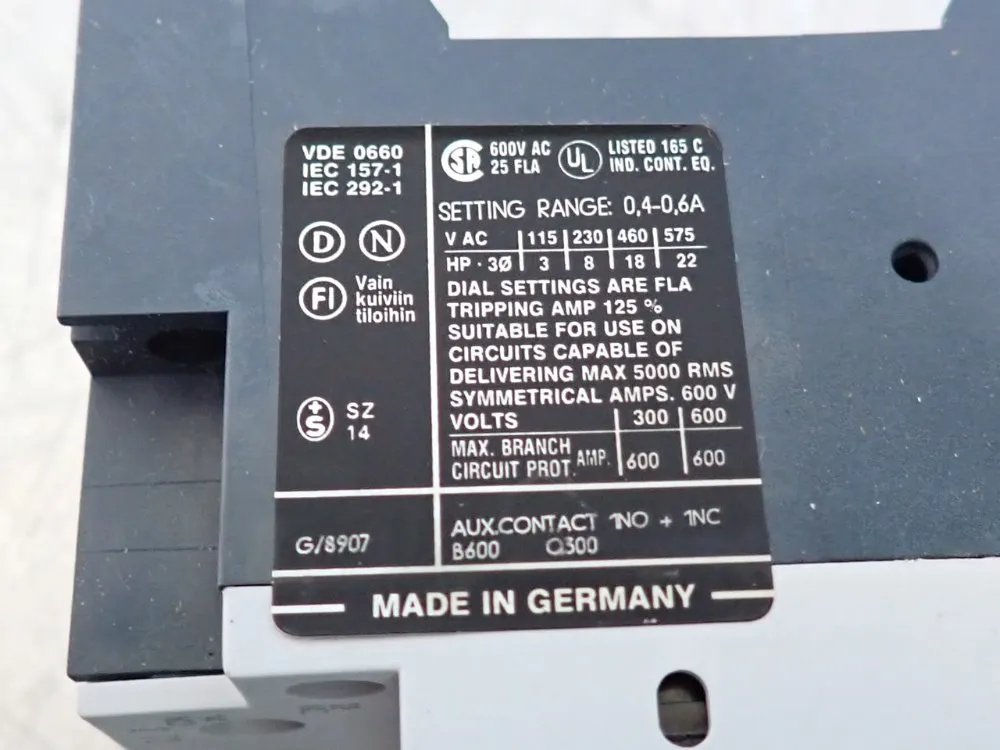 VDE 0660
IEC 157-1
IEC 292-1
D N
FI Vain
kuiviin
tiloihin
+S SZ
14
G/8907
SA 600V AC
25 FLA
UL LISTED 165 C
IND. CONT. EQ.
SETTING RANGE: 0,4-0,6A
V AC 115 230 460 575
HP · 3Ø 3 8 18 22
DIAL SETTINGS ARE FLA
TRIPPING AMP 125 %
SUITABLE FOR USE ON
CIRCUITS CAPABLE OF
DELIVERING MAX 5000 RMS
SYMMETRICAL AMPS. 600 V
VOLTS 300 600
MAX. BRANCH
CIRCUIT PROT. AMP. 600 600
AUX.CONTACT 1NO + 1NC
B600 Q300
MADE IN GERMANY